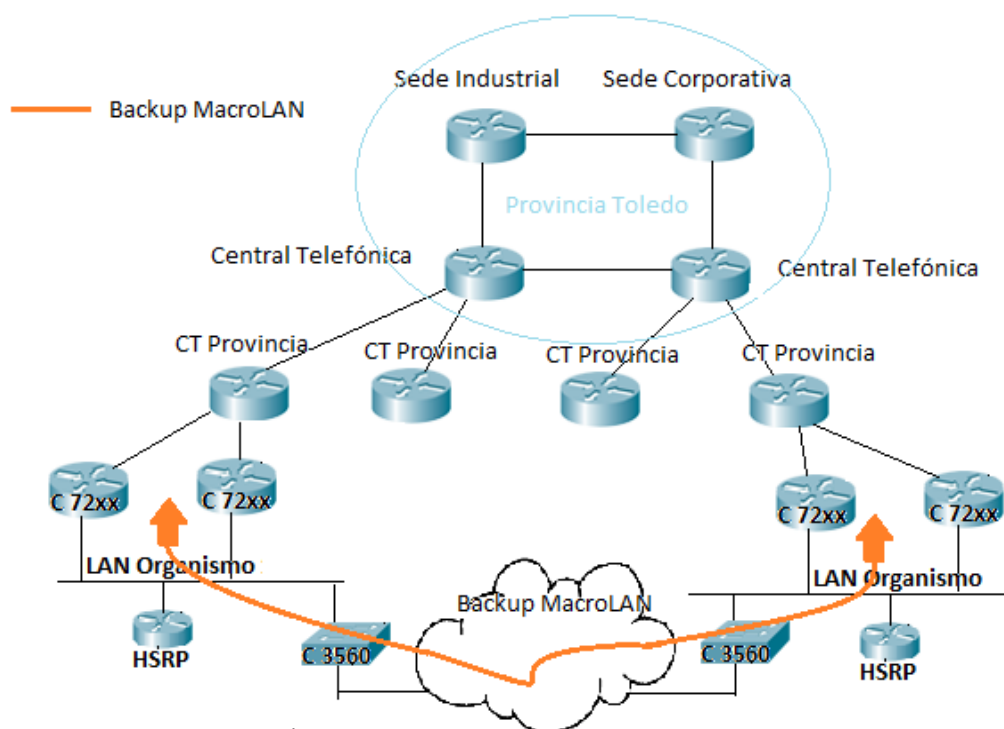 Sede Industrial
Sede Corporativa
Backup MacroLAN
Provincia Toledo
Central Telefónica
Central Telefónica
CT Provincia
CT Provincia
CT Provincia
CT Provincia
C 72xx
C 72xx
C 72xx
C 72xx
LAN Organismo
LAN Organismo
Backup MacroLAN
HSRP
C 3560
C 3560
HSRP